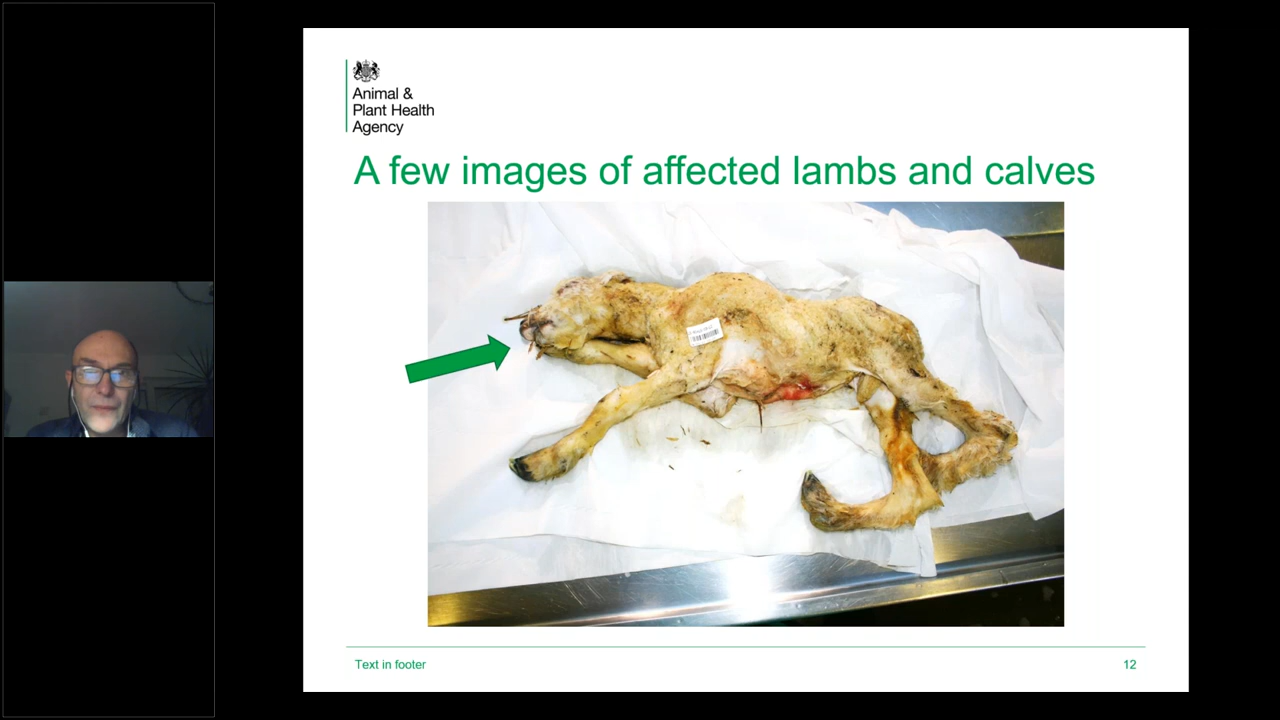 Animal &
Plant Health
Agency
A few images of affected lambs and calves
Text in footer
12